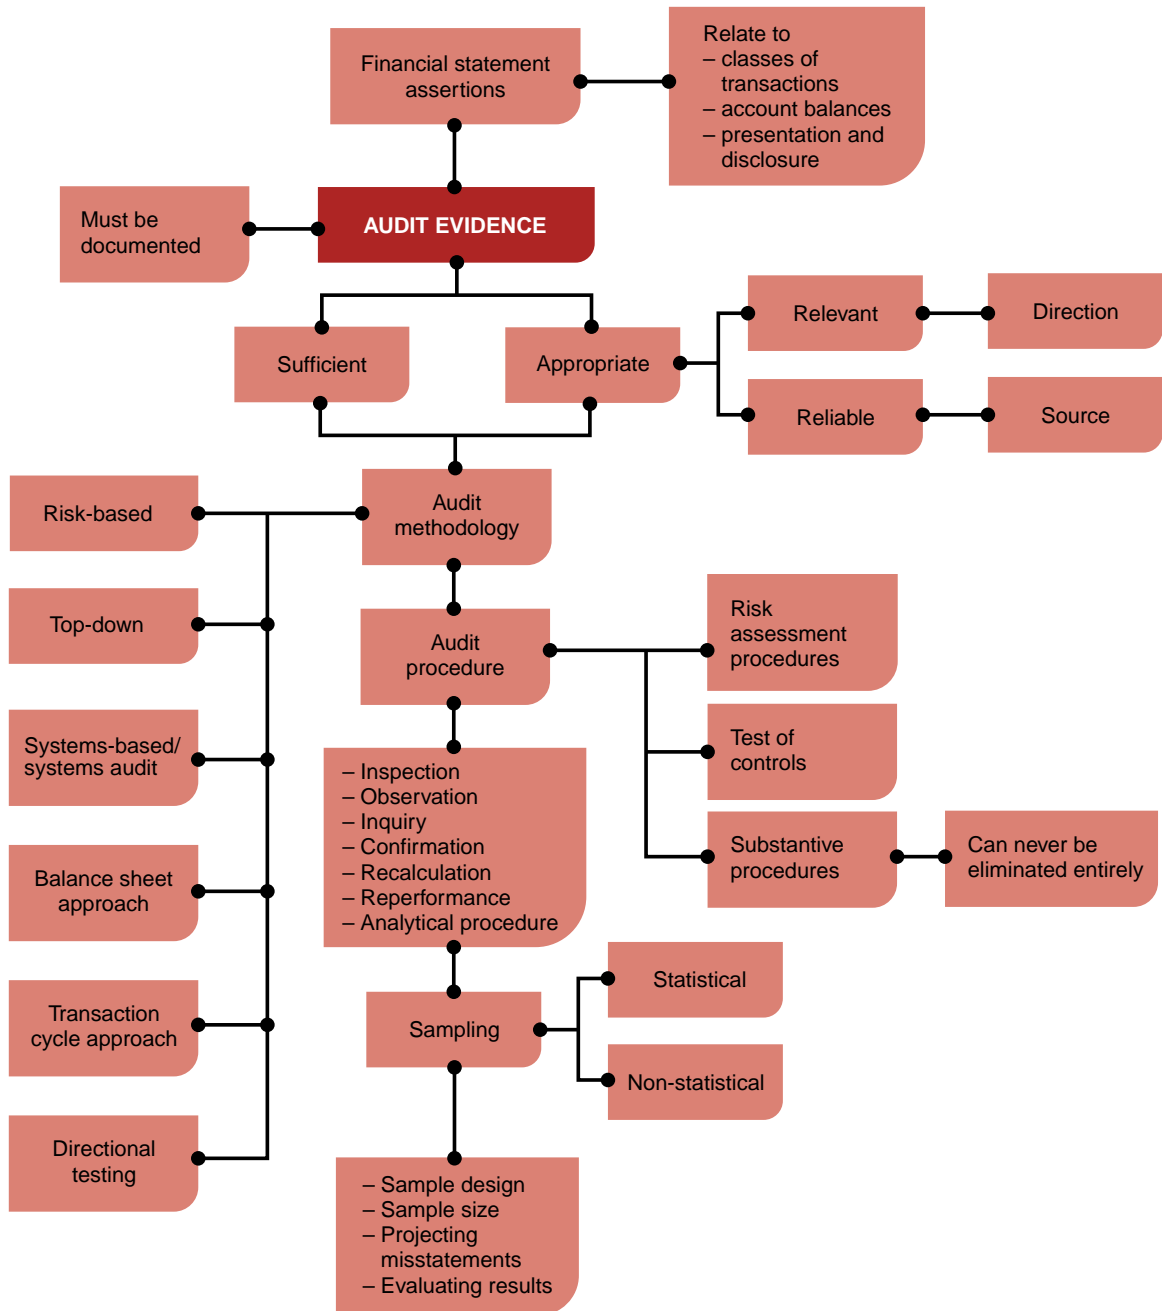 Financial statement
assertions
Relate to
– classes of
transactions
– account balances
– presentation and
disclosure
Must be
documented
AUDIT EVIDENCE
Sufficient
Appropriate
Relevant
Direction
Reliable
Source
Audit
methodology
Risk-based
Top-down
Systems-based/
systems audit
Balance sheet
approach
Transaction
cycle approach
Directional
testing
Audit
procedure
Risk
assessment
procedures
Test of
controls
Substantive
procedures
Can never be
eliminated entirely
– Inspection
– Observation
– Inquiry
– Confirmation
– Recalculation
– Reperformance
– Analytical procedure
Sampling
Statistical
Non-statistical
– Sample design
– Sample size
– Projecting
misstatements
– Evaluating results